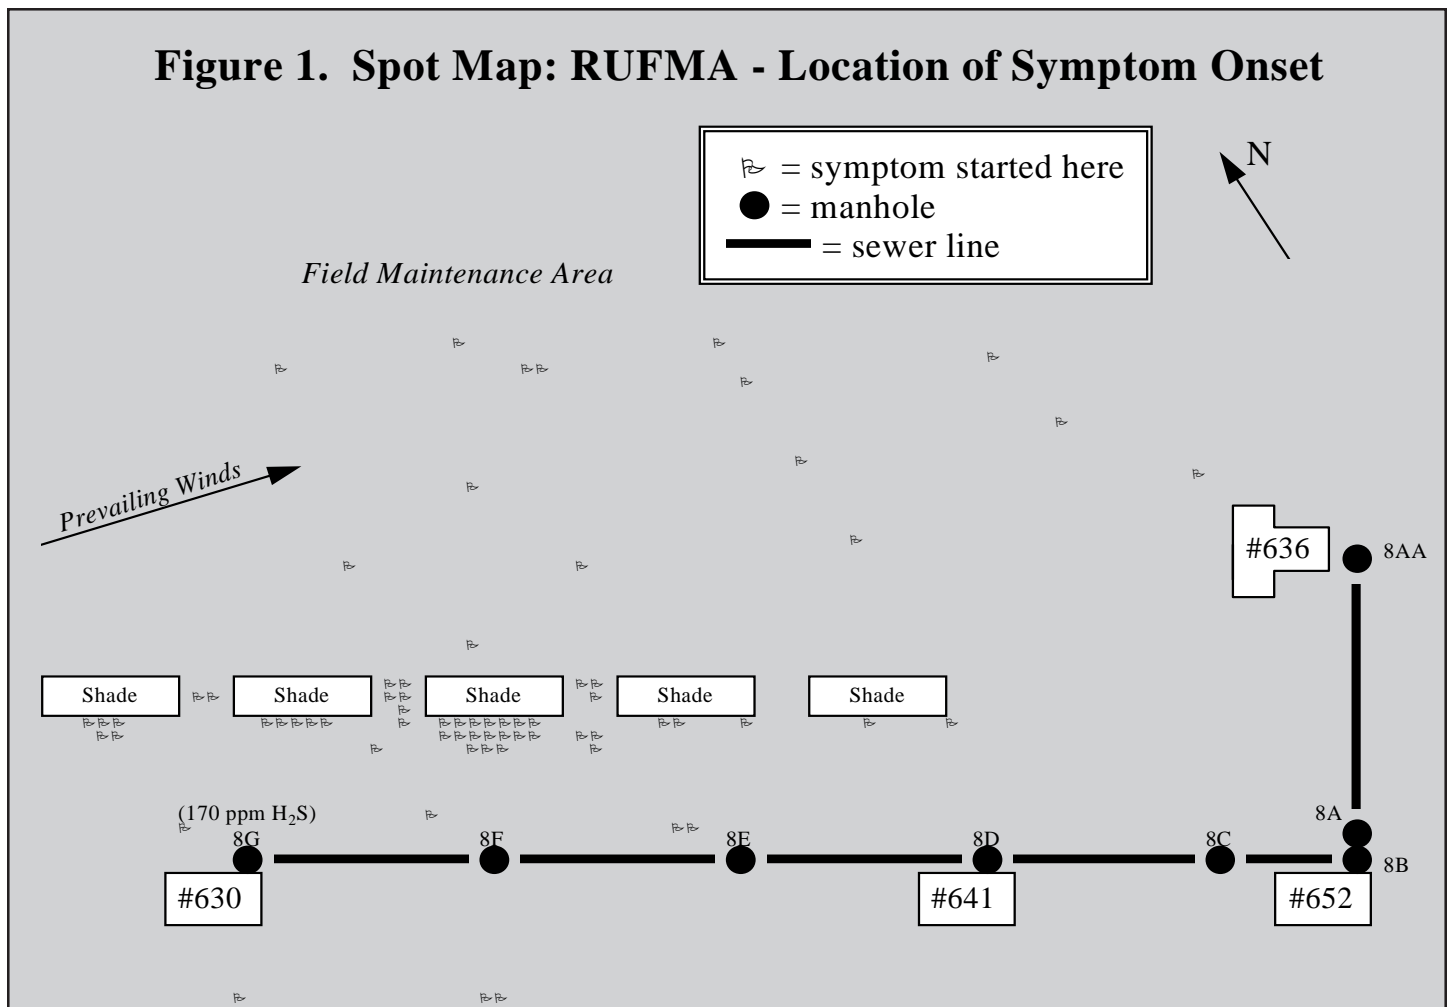 Figure 1. Spot Map: RUFMA - Location of Symptom Onset
= symptom started here
= manhole
= sewer line
N
Field Maintenance Area
Prevailing Winds
#636
8AA
Shade
Shade
Shade
Shade
Shade
(170 ppm H₂S)
8A
8G
8F
8E
8D
8C
8B
#630
#641
#652